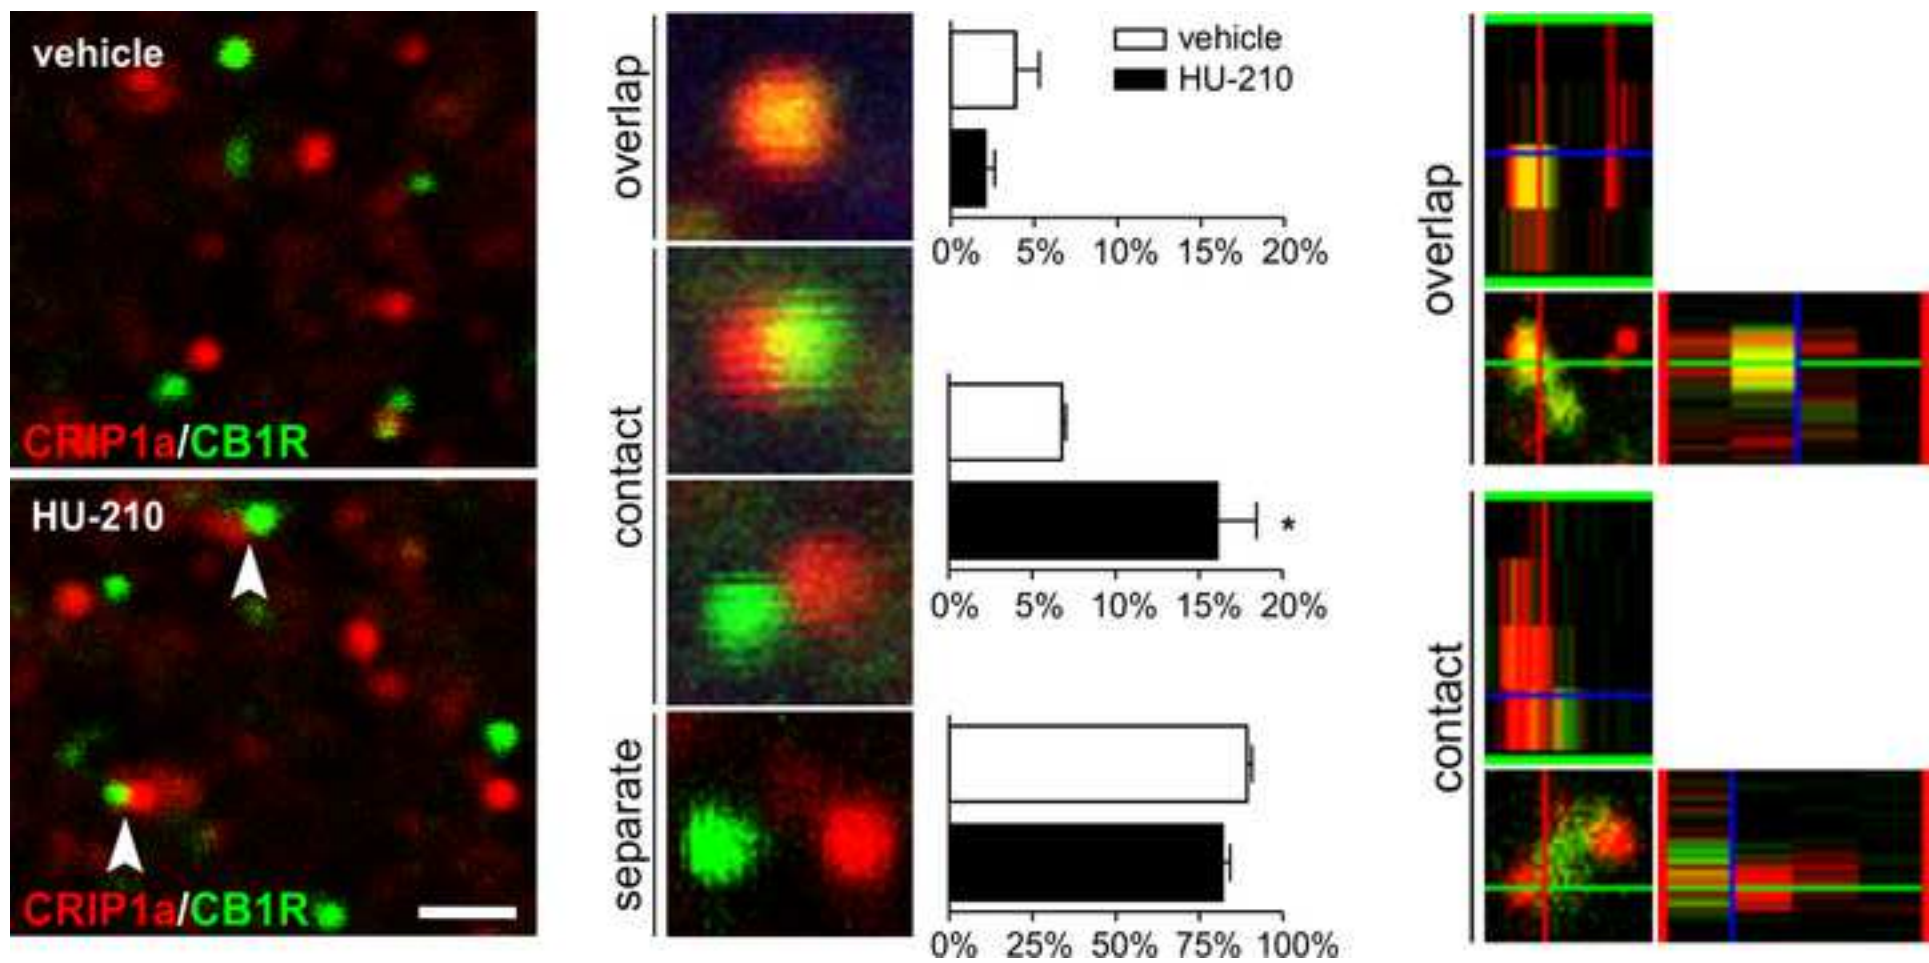 vehicle
CRIP1a/CB1R
HU-210
CRIP1a/CB1R
overlap
contact
separate
vehicle
HU-210
0% 5% 10% 15% 20%
*
0% 5% 10% 15% 20%
0% 25% 50% 75% 100%
overlap
contact